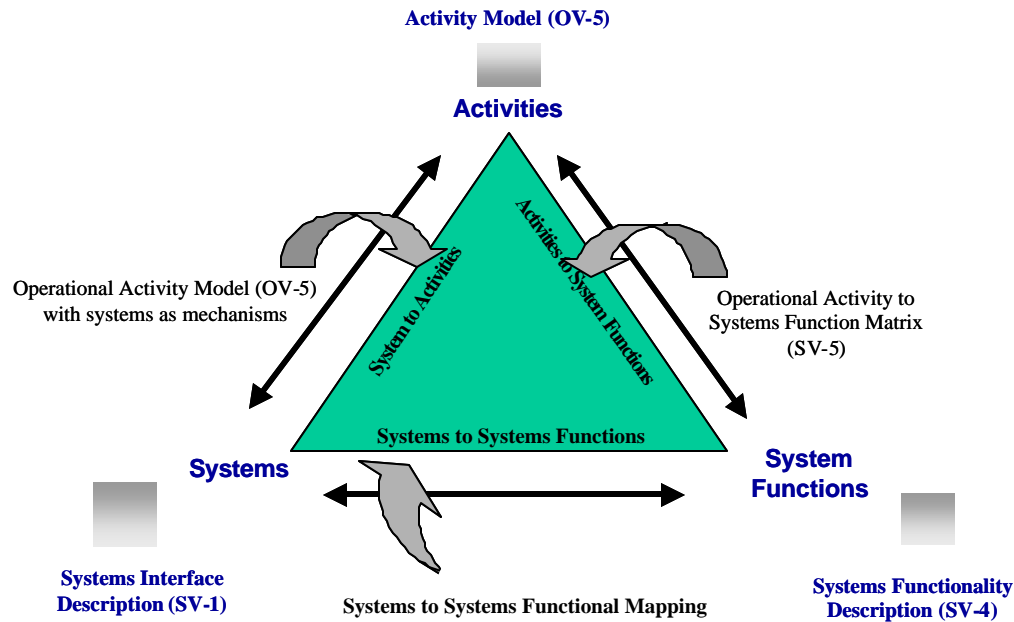 Activity Model (OV-5)
Activities
System to Activities
Activities to System Functions
Operational Activity Model (OV-5)
with systems as mechanisms
Operational Activity to
Systems Function Matrix
(SV-5)
Systems to Systems Functions
Systems
System
Functions
Systems Interface
Description (SV-1)
Systems to Systems Functional Mapping
Systems Functionality
Description (SV-4)